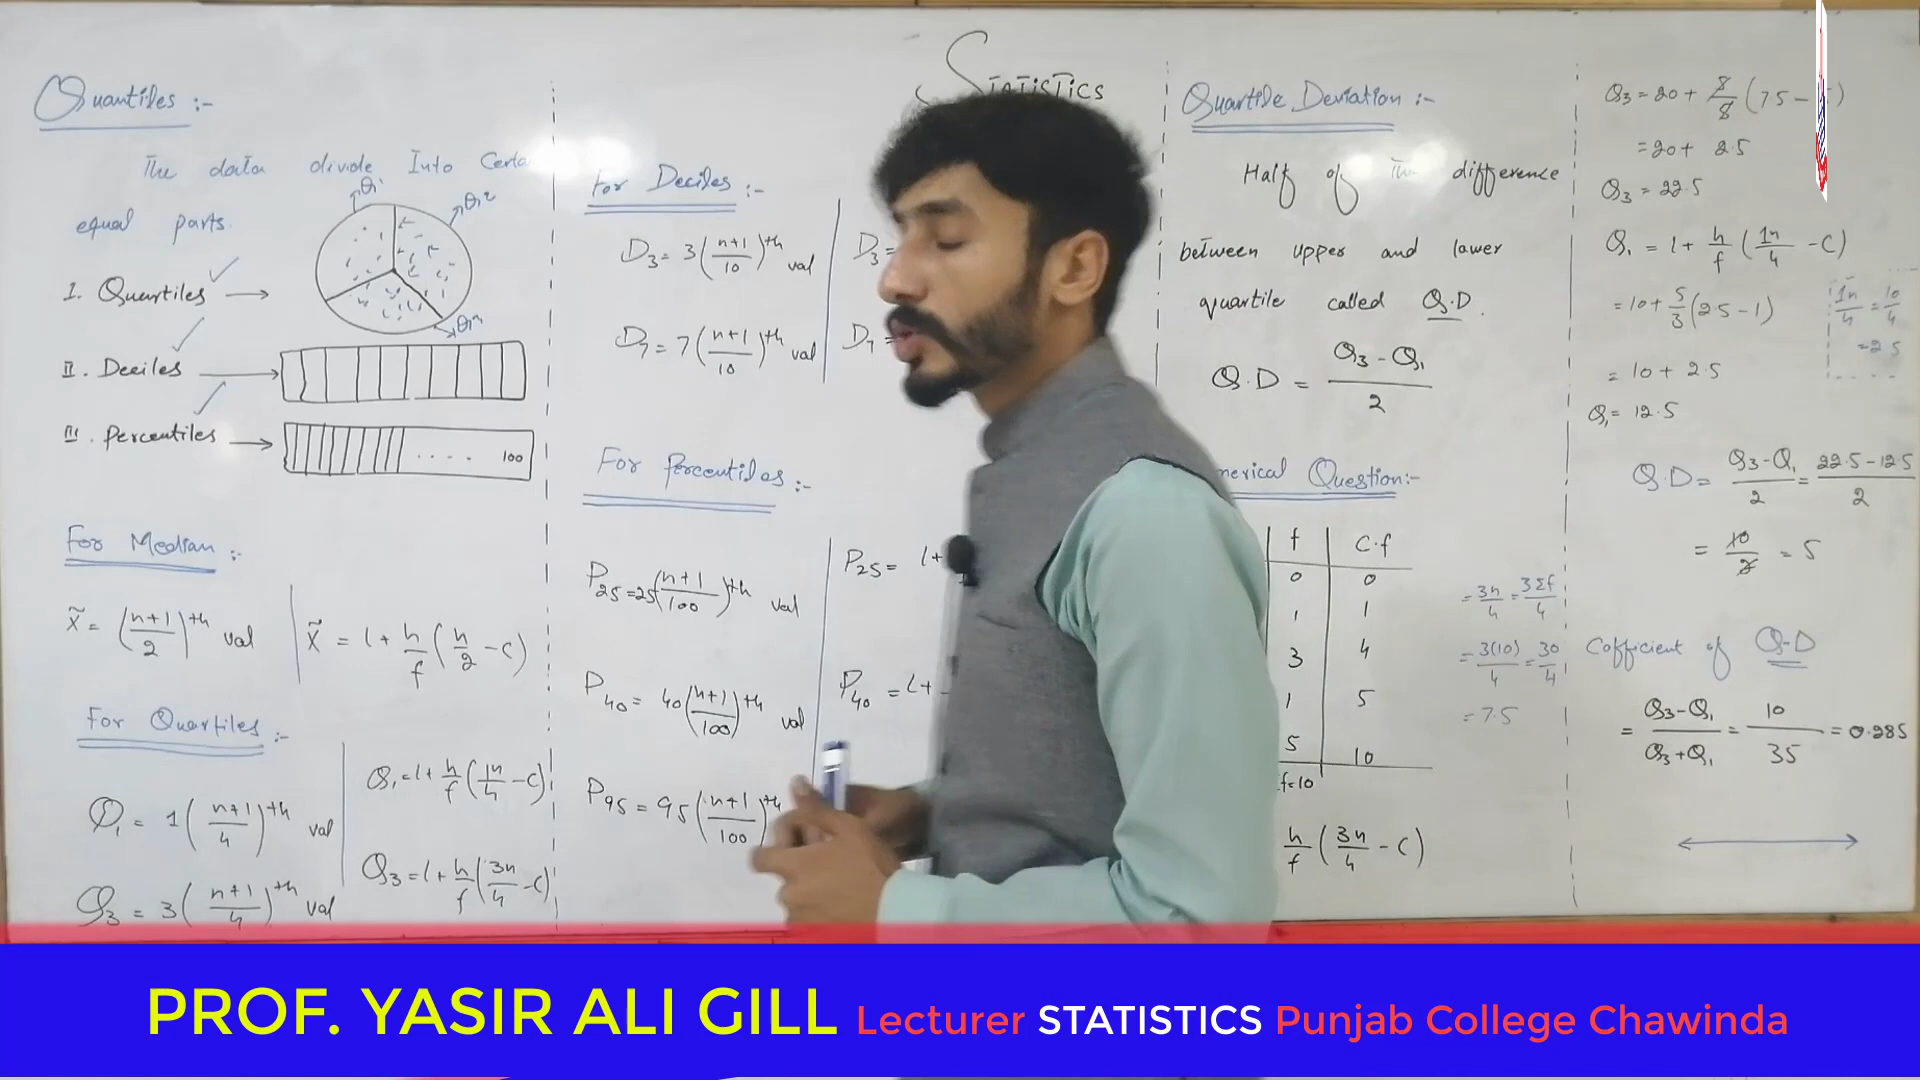 STATISTICS
Quantiles :-
The data divide Into
equal parts.
I. Quartiles →
Q1
Q2
Q3
II. Deciles →
III. Percentiles →
.... 100
For Median :-
X̃ = (n+1/2)^th val
X̃ = l + h/f (n/2 - C)
For Quartiles :-
Q1 = 1(n+1/4)^th val
Q1 = l + h/f (1n/4 - C)
Q3 = 3(n+1/4)^th val
Q3 = l + h/f (3n/4 - C)
For Deciles :-
D3 = 3(n+1/10)^th val
D3 =
D7 = 7(n+1/10)^th val
D7 =
For Percentiles :-
P25 = 25(n+1/100)^th val
P25 = l+
P40 = 40(n+1/100)^th val
P40 = l+
P95 = 95(n+1/100)^th
Quartile Deviation :-
Half of The difference
between upper and lower
quartile called Q.D.
Q.D = Q3 - Q1 / 2
Question:-
f C.f
0 0
1 1
3 4
1 5
5 10
f=10
= 3n/4 = 3Σf/4
= 3(10)/4 = 30/4
= 7.5
h/f (3n/4 - C)
Q3 = 20 +
= 20 + 2.5
Q3 = 22.5
Q1 = l + h/f (1n/4 - C)
= 10 + 5/3 (2.5 - 1)
1n/4 = 10/4
= 2.5
= 10 + 2.5
Q1 = 12.5
Q.D = Q3 - Q1 / 2 = 22.5 - 12.5 / 2
= 10/2 = 5
Cofficient of Q.D
= Q3 - Q1 / Q3 + Q1 = 10/35 = 0.285
PROF. YASIR ALI GILL Lecturer STATISTICS Punjab College Chawinda